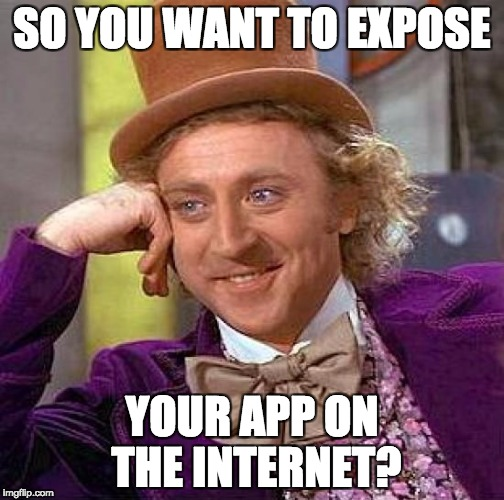 SO YOU WANT TO EXPOSE
YOUR APP ON
THE INTERNET?
imgflip.com